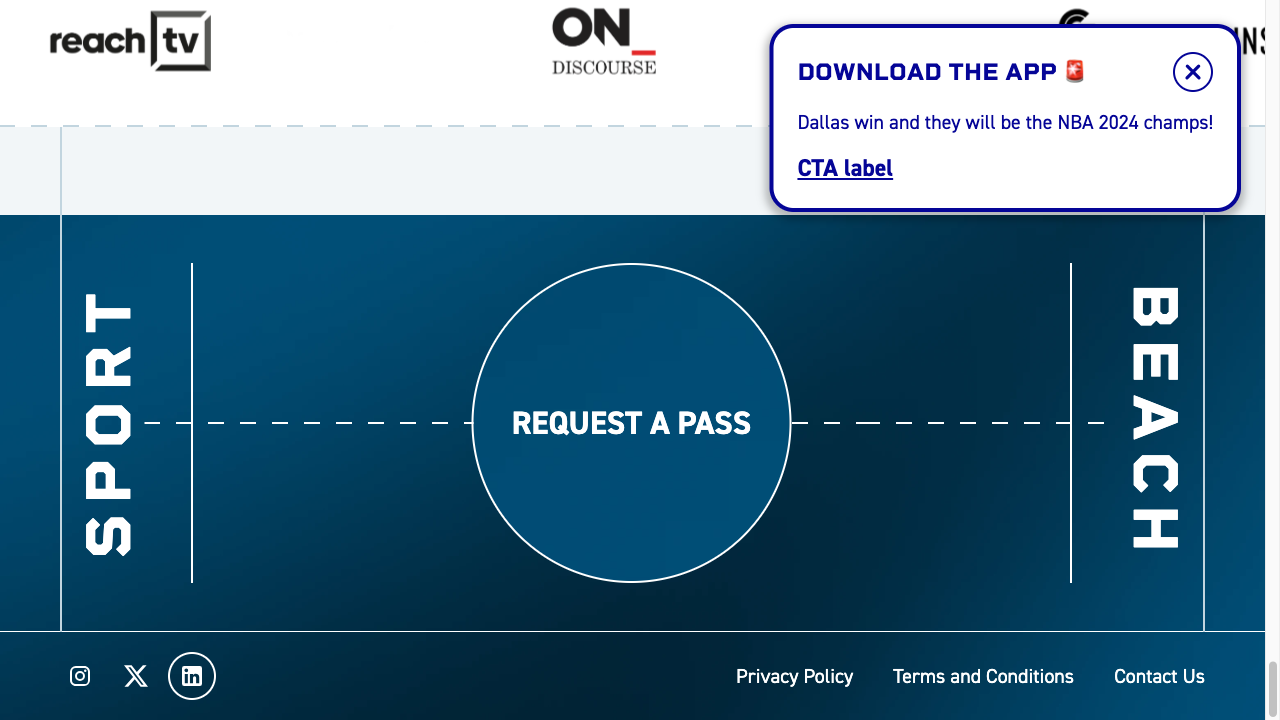 reach tv
ON_
DISCOURSE
INS
DOWNLOAD THE APP 🚨
Dallas win and they will be the NBA 2024 champs!
CTA label
SPORT
REQUEST A PASS
BEACH
Privacy Policy
Terms and Conditions
Contact Us